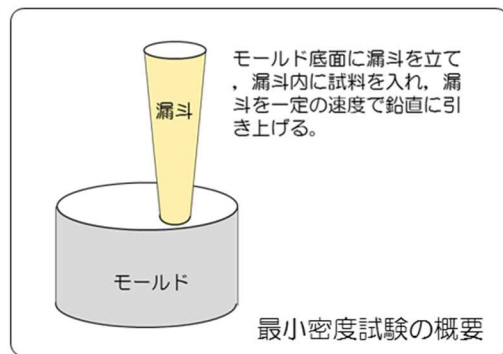 モールド底面に漏斗を立て
，漏斗内に試料を入れ，漏
斗を一定の速度で鉛直に引
き上げる。
漏斗
モールド
最小密度試験の概要